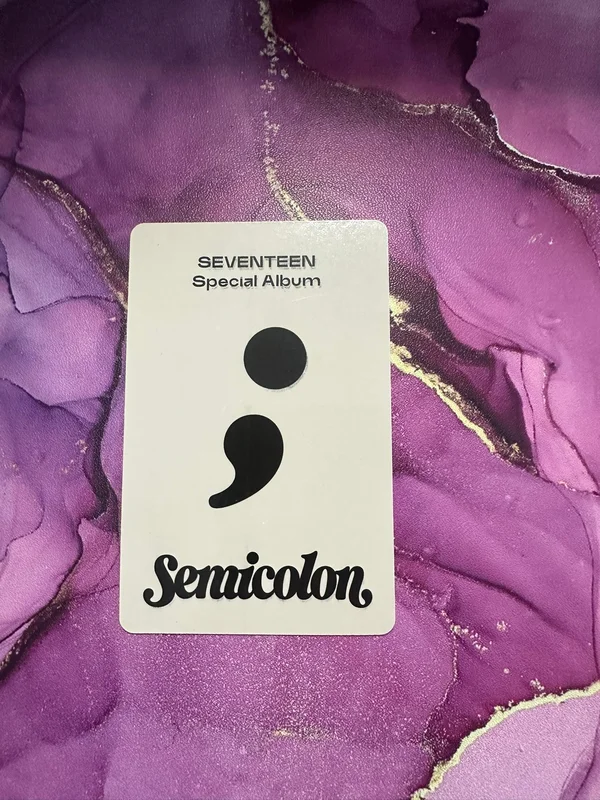 SEVENTEEN
Special Album
;
Semicolon